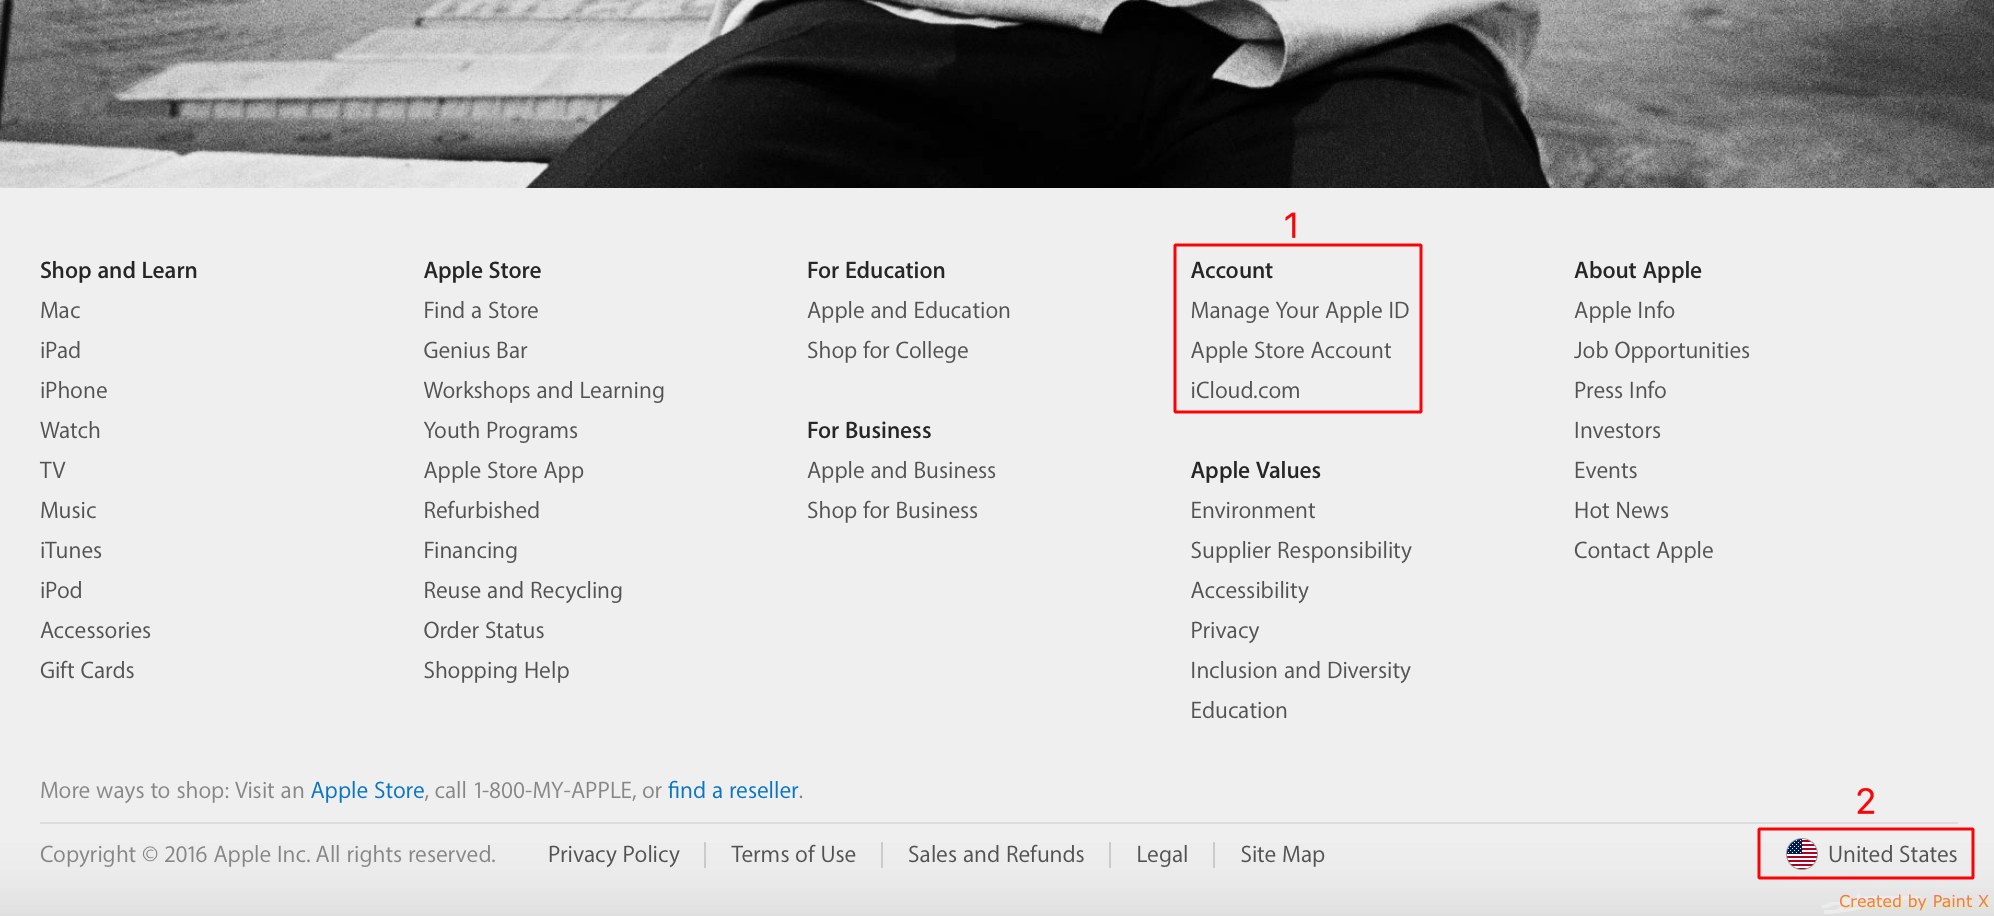 1
Shop and Learn
Mac
iPad
iPhone
Watch
TV
Music
iTunes
iPod
Accessories
Gift Cards
Apple Store
Find a Store
Genius Bar
Workshops and Learning
Youth Programs
Apple Store App
Refurbished
Financing
Reuse and Recycling
Order Status
Shopping Help
For Education
Apple and Education
Shop for College
For Business
Apple and Business
Shop for Business
Account
Manage Your Apple ID
Apple Store Account
iCloud.com
Apple Values
Environment
Supplier Responsibility
Accessibility
Privacy
Inclusion and Diversity
Education
About Apple
Apple Info
Job Opportunities
Press Info
Investors
Events
Hot News
Contact Apple
More ways to shop: Visit an Apple Store, call 1-800-MY-APPLE, or find a reseller.
2
Copyright © 2016 Apple Inc. All rights reserved. Privacy Policy | Terms of Use | Sales and Refunds | Legal | Site Map United States
Created by Paint X